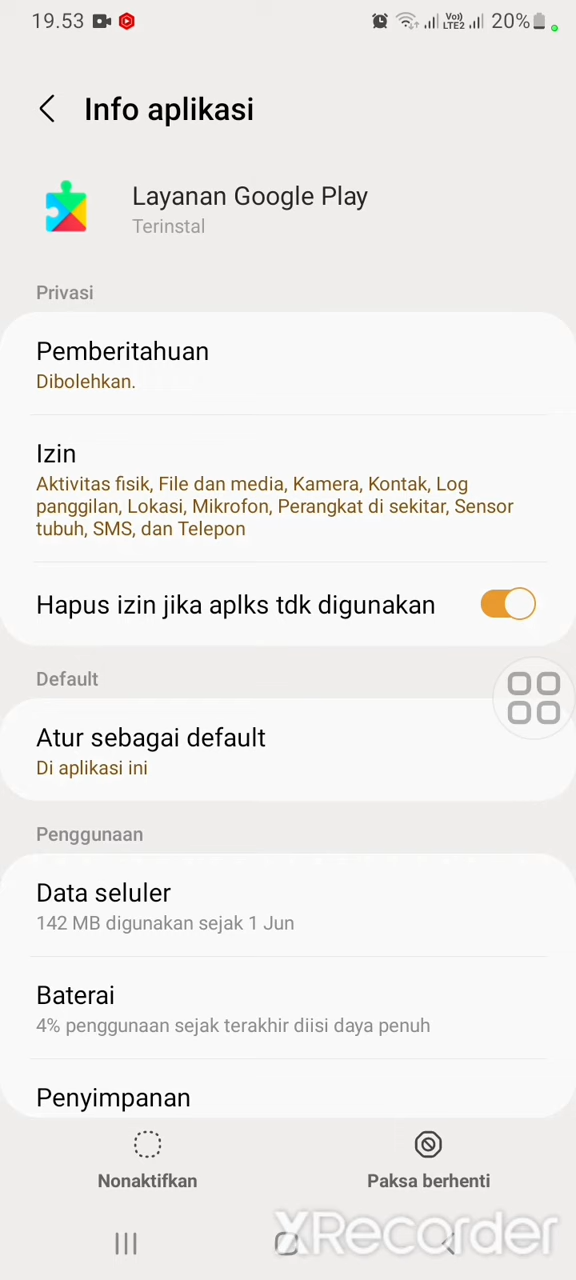 19.53
Vo))
LTE2
20%
Info aplikasi
Layanan Google Play
Terinstal
Privasi
Pemberitahuan
Dibolehkan.
Izin
Aktivitas fisik, File dan media, Kamera, Kontak, Log
panggilan, Lokasi, Mikrofon, Perangkat di sekitar, Sensor
tubuh, SMS, dan Telepon
Hapus izin jika aplks tdk digunakan
Default
Atur sebagai default
Di aplikasi ini
Penggunaan
Data seluler
142 MB digunakan sejak 1 Jun
Baterai
4% penggunaan sejak terakhir diisi daya penuh
Penyimpanan
Nonaktifkan
Paksa berhenti
XRecorder